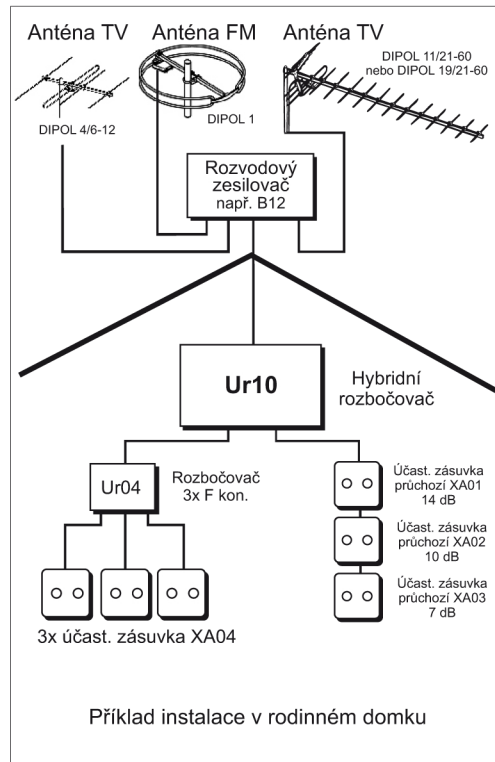 Anténa TV
Anténa FM
Anténa TV
DIPOL 11/21-60
nebo DIPOL 19/21-60
DIPOL 4/6-12
DIPOL 1
Rozvodový
zesilovač
např. B12
Ur10
Hybridní
rozbočovač
Ur04
Rozbočovač
3x F kon.
Účast. zásuvka
průchozí XA01
14 dB
Účast. zásuvka
průchozí XA02
10 dB
Účast. zásuvka
průchozí XA03
7 dB
3x účast. zásuvka XA04
Příklad instalace v rodinném domku